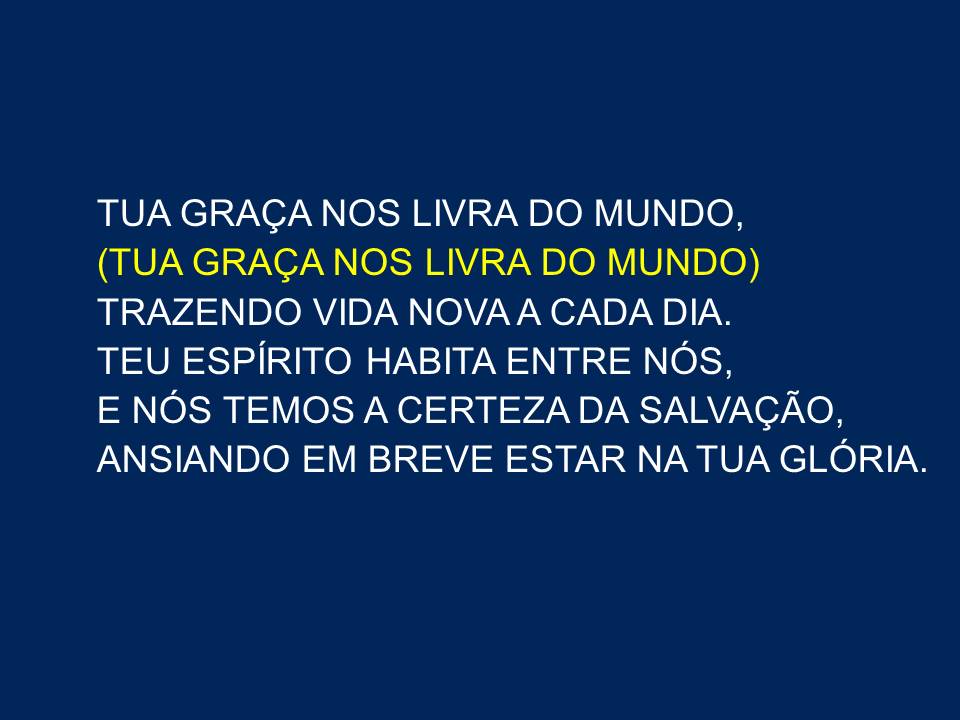 TUA GRAÇA NOS LIVRA DO MUNDO,
(TUA GRAÇA NOS LIVRA DO MUNDO)
TRAZENDO VIDA NOVA A CADA DIA.
TEU ESPÍRITO HABITA ENTRE NÓS,
E NÓS TEMOS A CERTEZA DA SALVAÇÃO,
ANSIANDO EM BREVE ESTAR NA TUA GLÓRIA.